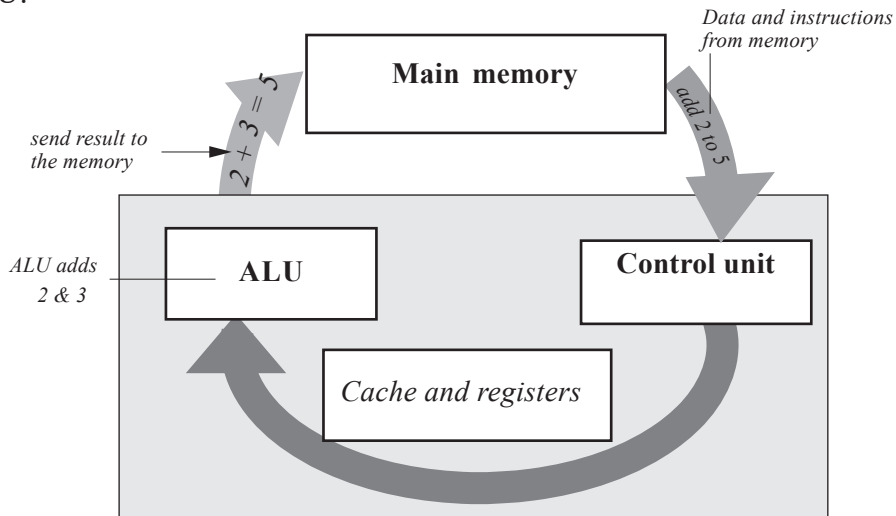 Data and instructions
from memory
Main memory
add 2 to 5
2 + 3 = 5
send result to
the memory
ALU adds
2 & 3
ALU
Control unit
Cache and registers